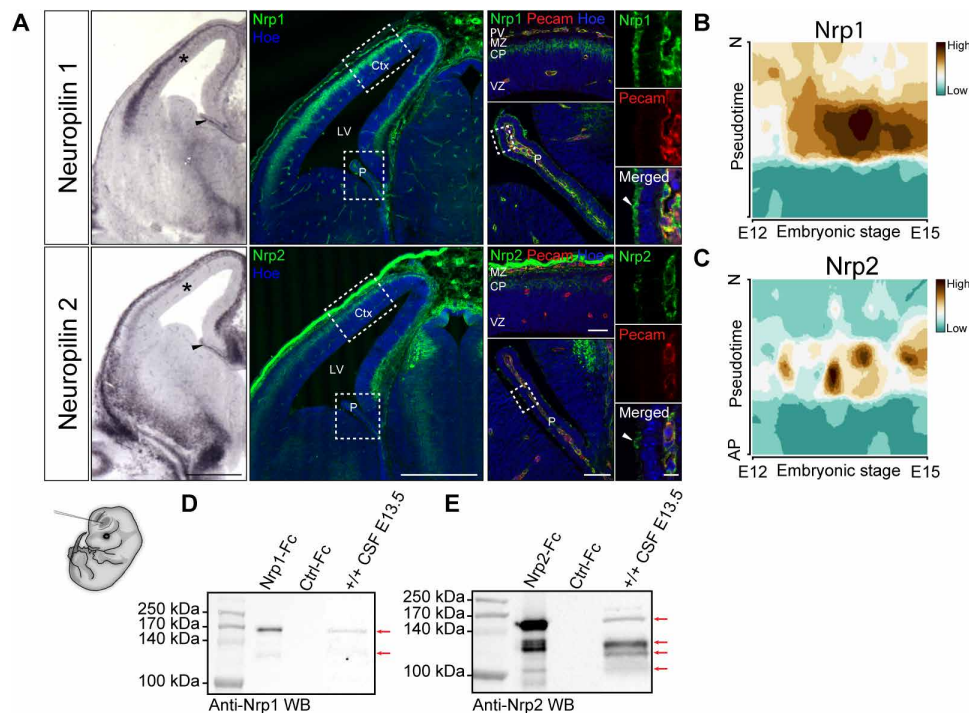 A
Neuropilin 1
*
Nrp1
Hoe
Ctx
LV
P
Nrp1 Pecam Hoe
PV
MZ
CP
VZ
P
Nrp1
Pecam
Merged
Neuropilin 2
*
Nrp2
Hoe
Ctx
LV
P
Nrp2 Pecam Hoe
MZ
CP
VZ
P
Nrp2
Pecam
Merged
B
Nrp1
N
Pseudotime
E12 Embryonic stage E15
High
Low
C
Nrp2
N
Pseudotime
AP
E12 Embryonic stage E15
High
Low
D
Nrp1-Fc
Ctrl-Fc
+/+ CSF E13.5
250 kDa
170 kDa
140 kDa
100 kDa
Anti-Nrp1 WB
E
Nrp2-Fc
Ctrl-Fc
+/+ CSF E13.5
250 kDa
170 kDa
140 kDa
100 kDa
Anti-Nrp2 WB